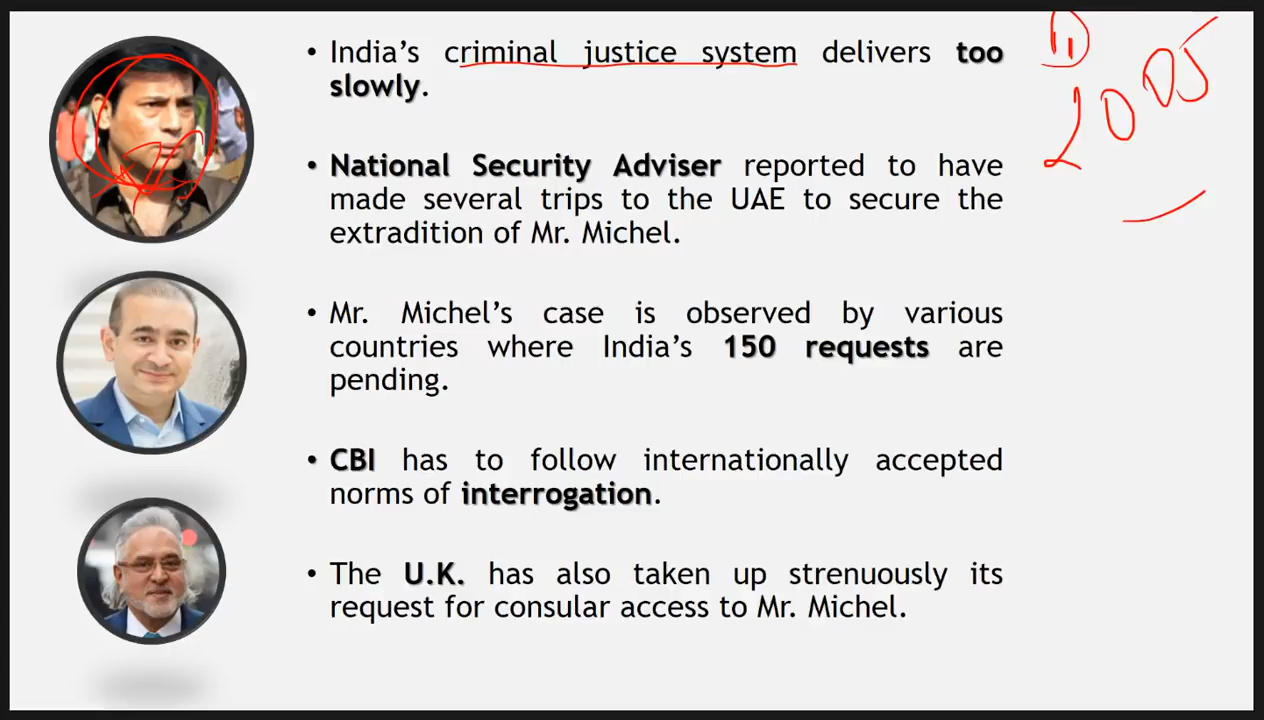 • India's criminal justice system delivers too
slowly.
11
2005
• National Security Adviser reported to have
made several trips to the UAE to secure the
extradition of Mr. Michel.
• Mr. Michel's case is observed by various
countries where India's 150 requests are
pending.
• CBI has to follow internationally accepted
norms of interrogation.
• The U.K. has also taken up strenuously its
request for consular access to Mr. Michel.